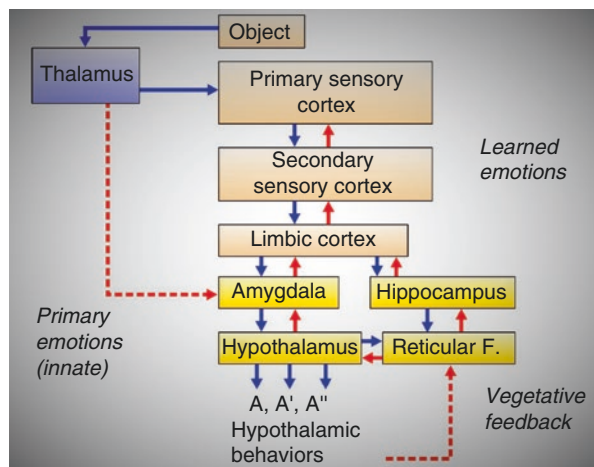 Object
Thalamus
Primary sensory
cortex
Secondary
sensory cortex
Learned
emotions
Limbic cortex
Amygdala
Hippocampus
Primary
emotions
(innate)
Hypothalamus
Reticular F.
A, A', A"
Hypothalamic
behaviors
Vegetative
feedback